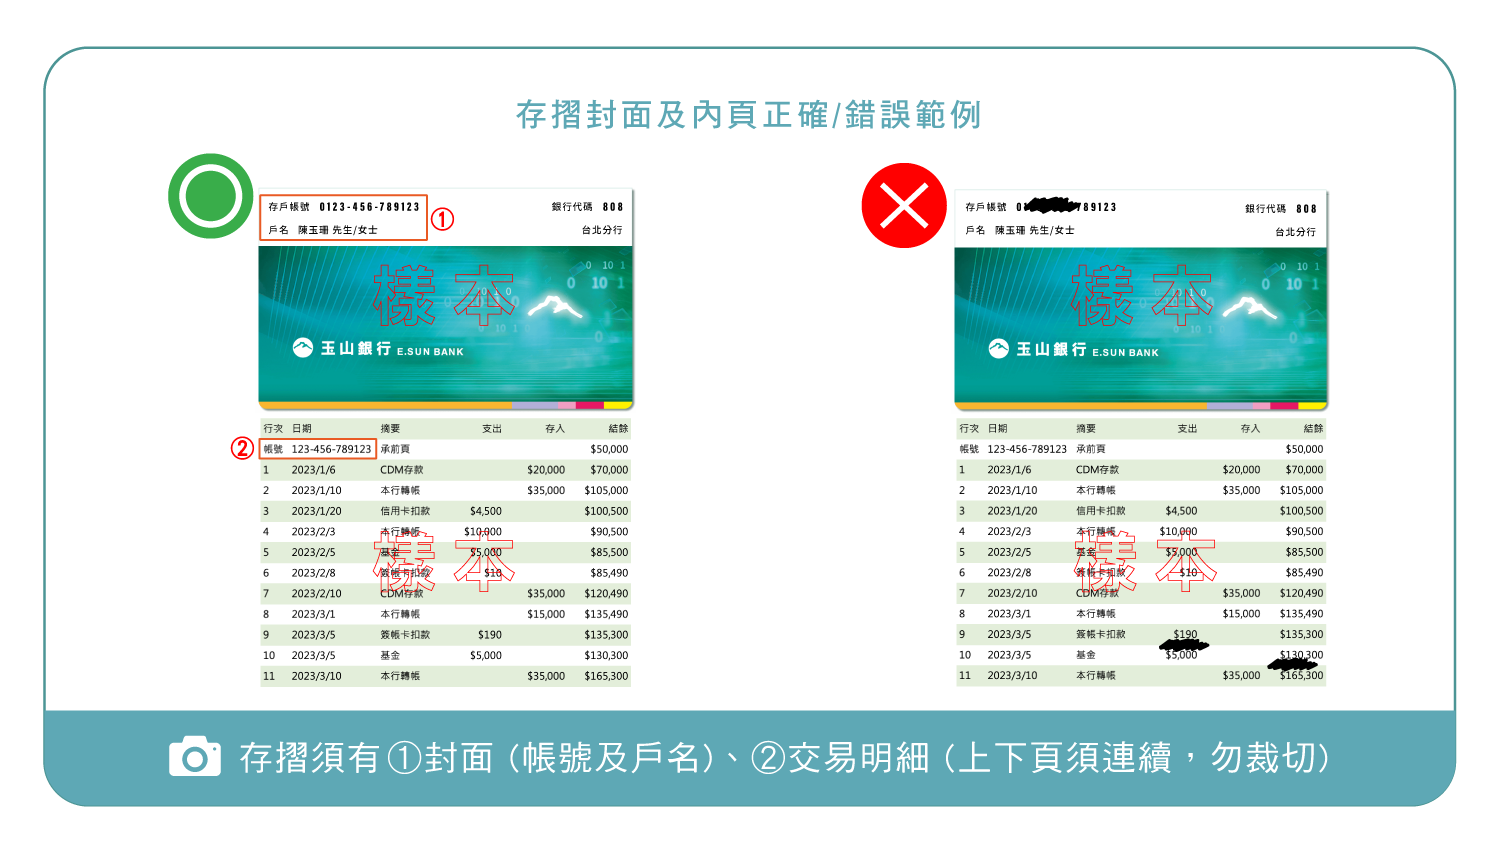 存摺封面及內頁正確/錯誤範例
存戶帳號 0123-456-789123
銀行代碼 808
戶名 陳玉珊 先生/女士
台北分行
①
樣本
0 10 1
0 10 1
玉山銀行 E.SUN BANK
行次 日期 摘要 支出 存入 結餘
②
帳號 123-456-789123 承前頁 $50,000
1 2023/1/6 CDM存款 $20,000 $70,000
2 2023/1/10 本行轉帳 $35,000 $105,000
3 2023/1/20 信用卡扣款 $4,500 $100,500
4 2023/2/3 本行轉帳 $10,000 $90,500
5 2023/2/5 基金 $5,000 $85,500
6 2023/2/8 簽帳卡扣款 $10 $85,490
7 2023/2/10 CDM存款 $35,000 $120,490
8 2023/3/1 本行轉帳 $15,000 $135,490
9 2023/3/5 簽帳卡扣款 $190 $135,300
10 2023/3/5 基金 $5,000 $130,300
11 2023/3/10 本行轉帳 $35,000 $165,300
樣本
存戶帳號 0 789123
銀行代碼 808
戶名 陳玉珊 先生/女士
台北分行
樣本
0 10 1
0 10 1
玉山銀行 E.SUN BANK
行次 日期 摘要 支出 存入 結餘
帳號 123-456-789123 承前頁 $50,000
1 2023/1/6 CDM存款 $20,000 $70,000
2 2023/1/10 本行轉帳 $35,000 $105,000
3 2023/1/20 信用卡扣款 $4,500 $100,500
4 2023/2/3 本行轉帳 $10,000 $90,500
5 2023/2/5 基金 $5,000 $85,500
6 2023/2/8 簽帳卡扣款 $10 $85,490
7 2023/2/10 CDM存款 $35,000 $120,490
8 2023/3/1 本行轉帳 $15,000 $135,490
9 2023/3/5 簽帳卡扣款 $190 $135,300
10 2023/3/5 基金 $5,000 $130,300
11 2023/3/10 本行轉帳 $35,000 $165,300
樣本
存摺須有①封面(帳號及戶名)、②交易明細(上下頁須連續，勿裁切)